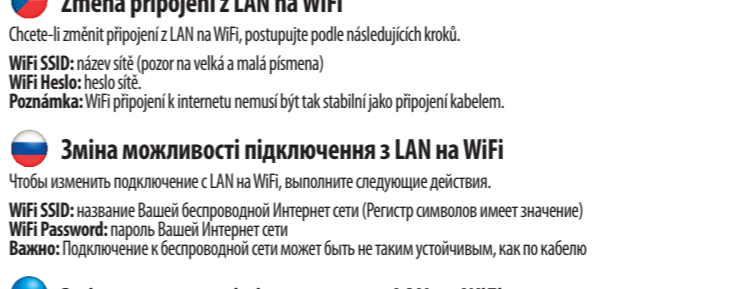 Změna připojení z LAN na WiFi
Chcete-li změnit připojení z LAN na WiFi, postupujte podle následujících kroků.
WiFi SSID: název sítě (pozor na velká a malá písmena)
WiFi Heslo: heslo sítě.
Poznámka: WiFi připojení k internetu nemusí být tak stabilní jako připojení kabelem.
Зміна можливості підключення з LAN на WiFi
Чтобы изменить подключение с LAN на WiFi, выполните следующие действия.
WiFi SSID: название Вашей беспроводной Интернет сети (Регистр символов имеет значение)
WiFi Password: пароль Вашей Интернет сети
Важно: Подключение к беспроводной сети может быть не таким устойчивым, как по кабелю